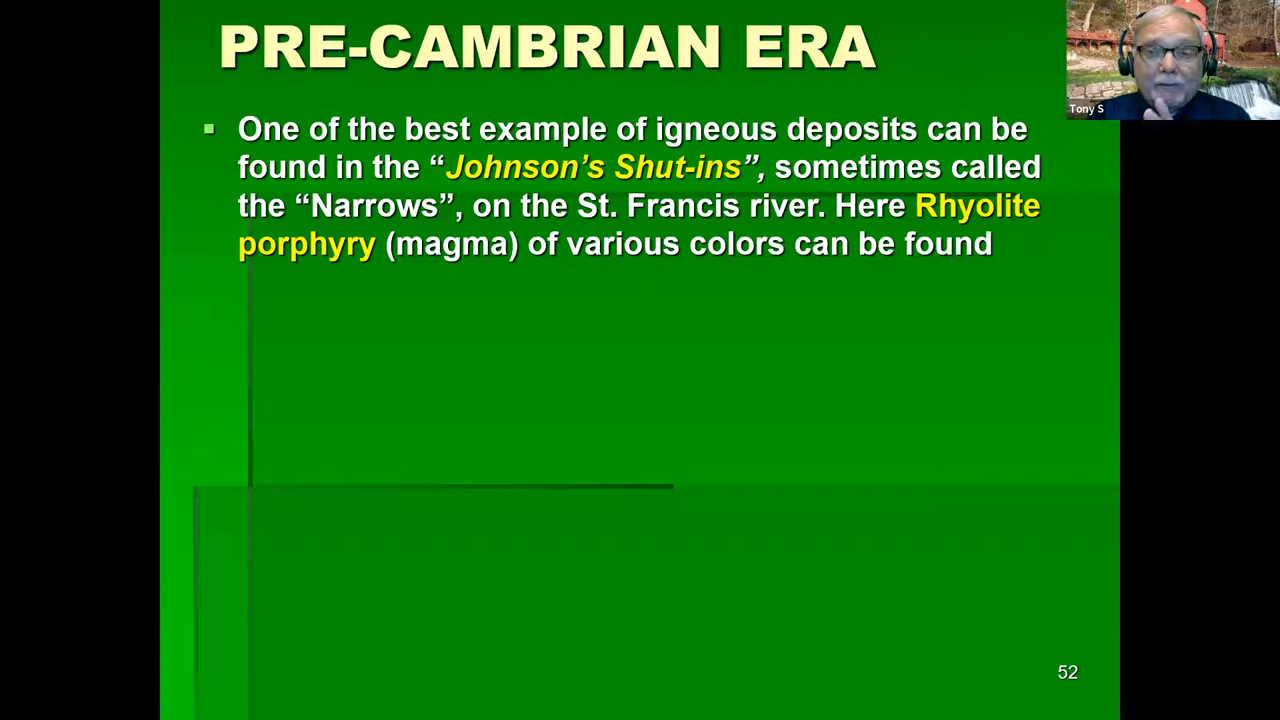 PRE-CAMBRIAN ERA
Tony S
▪ One of the best example of igneous deposits can be
found in the “Johnson’s Shut-ins”, sometimes called
the “Narrows”, on the St. Francis river. Here Rhyolite
porphyry (magma) of various colors can be found
52